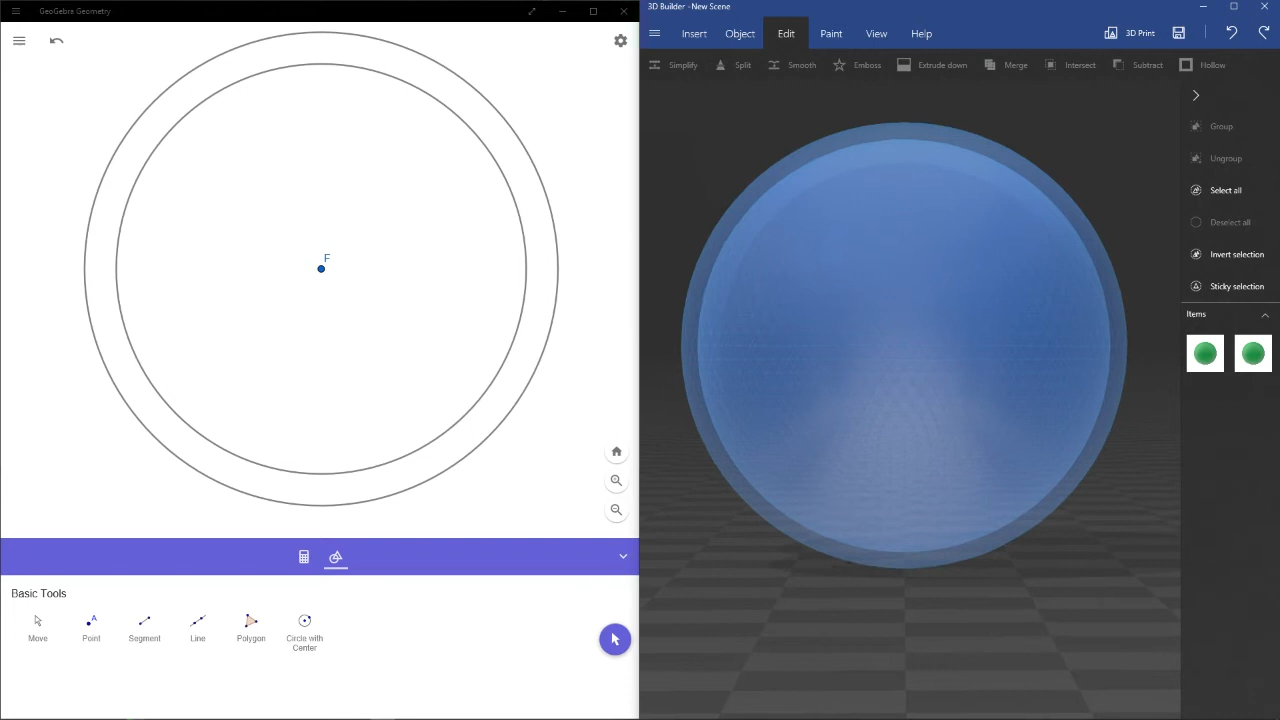 GeoGebra Geometry
F
Basic Tools
A
Move
Point
Segment
Line
Polygon
Circle with
Center
3D Builder -New Scene
Insert
Object
Edit
Paint
View
Help
3D Print
Simplify
Split
Smooth
Emboss
Extrude down
Merge
Intersect
Subtract
Hollow
Group
Ungroup
Select all
Deselect all
Invert selection
Sticky selection
Items